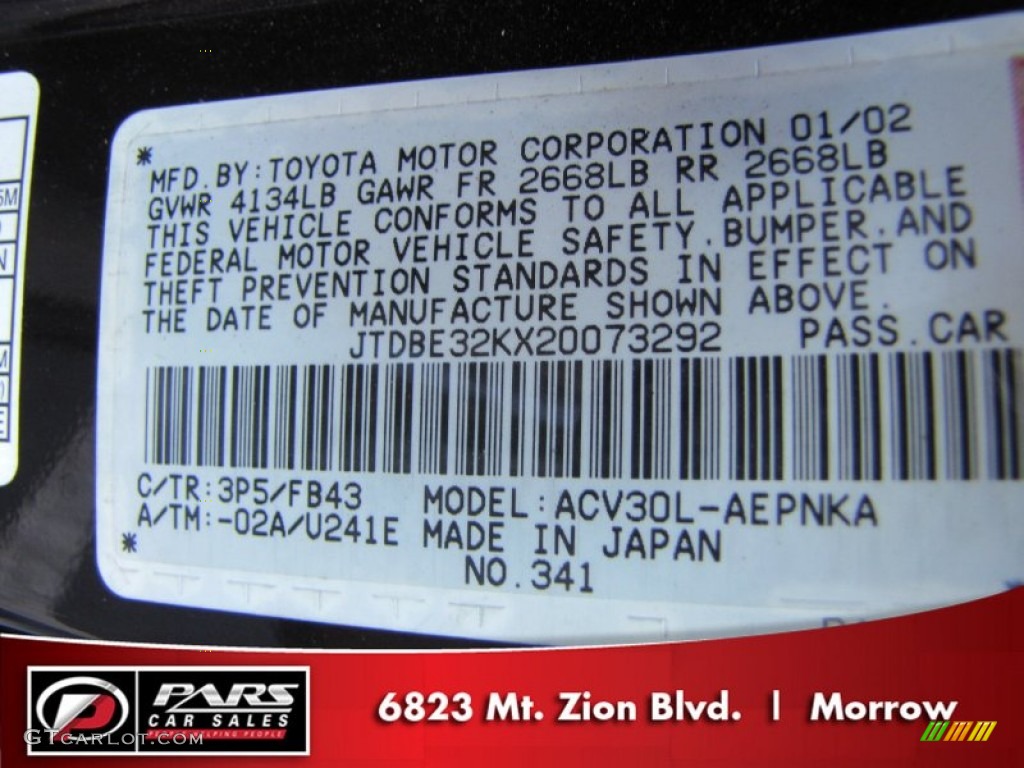 * MFD. BY: TOYOTA MOTOR CORPORATION 01/02
GVWR 4134LB GAWR FR 2668LB RR 2668LB
THIS VEHICLE CONFORMS TO ALL APPLICABLE
FEDERAL MOTOR VEHICLE SAFETY. BUMPER. AND
THEFT PREVENTION STANDARDS IN EFFECT ON
THE DATE OF MANUFACTURE SHOWN ABOVE.
JTDBE32KX20073292 PASS. CAR
C/TR: 3P5/FB43 MODEL: ACV30L-AEPNKA
* A/TM: -02A/U241E MADE IN JAPAN
NO. 341
PARS
CAR SALES
PEOPLE HELPING PEOPLE
GTcarlot.com
6823 Mt. Zion Blvd. | Morrow